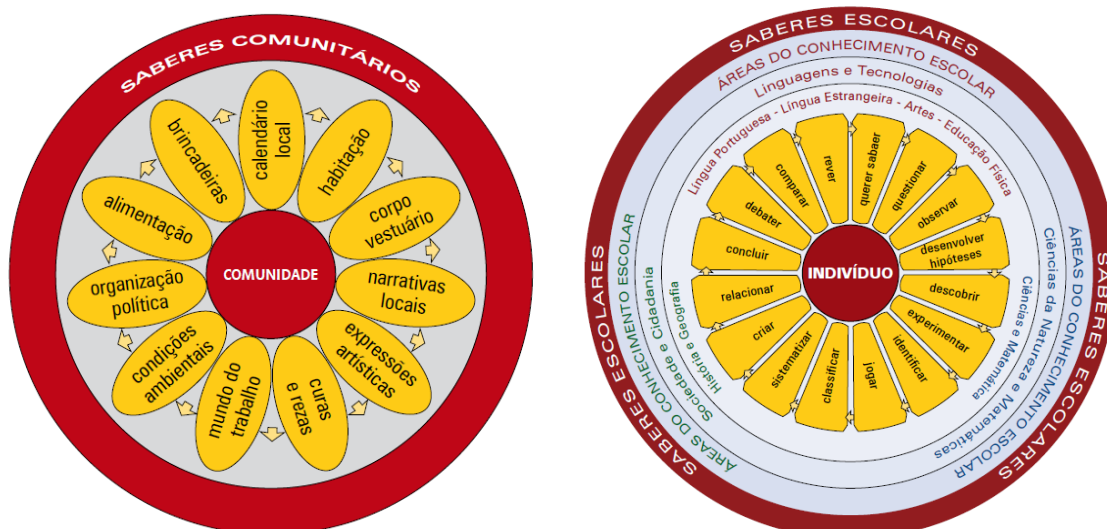 SABERES COMUNITÁRIOS
calendário
local
habitação
corpo
vestuário
narrativas
locais
expressões
artísticas
curas
e rezas
mundo do
trabalho
condições
ambientais
organização
política
alimentação
brincadeiras
COMUNIDADE
SABERES ESCOLARES
ÁREAS DO CONHECIMENTO ESCOLAR
Linguagens e Tecnologias
Língua Portuguesa - Língua Estrangeira - Artes - Educação Física
SABERES ESCOLARES
ÁREAS DO CONHECIMENTO ESCOLAR
Ciências da Natureza e Matemáticas
Ciências e Matemática
SABERES ESCOLARES
ÁREAS DO CONHECIMENTO ESCOLAR
Sociedade e Cidadania
História e Geografia
querer sabaer
questionar
observar
desenvolver
hipóteses
descobrir
experimentar
identificar
jogar
classificar
sistematizar
criar
relacionar
concluir
debater
comparar
rever
INDIVÍDUO